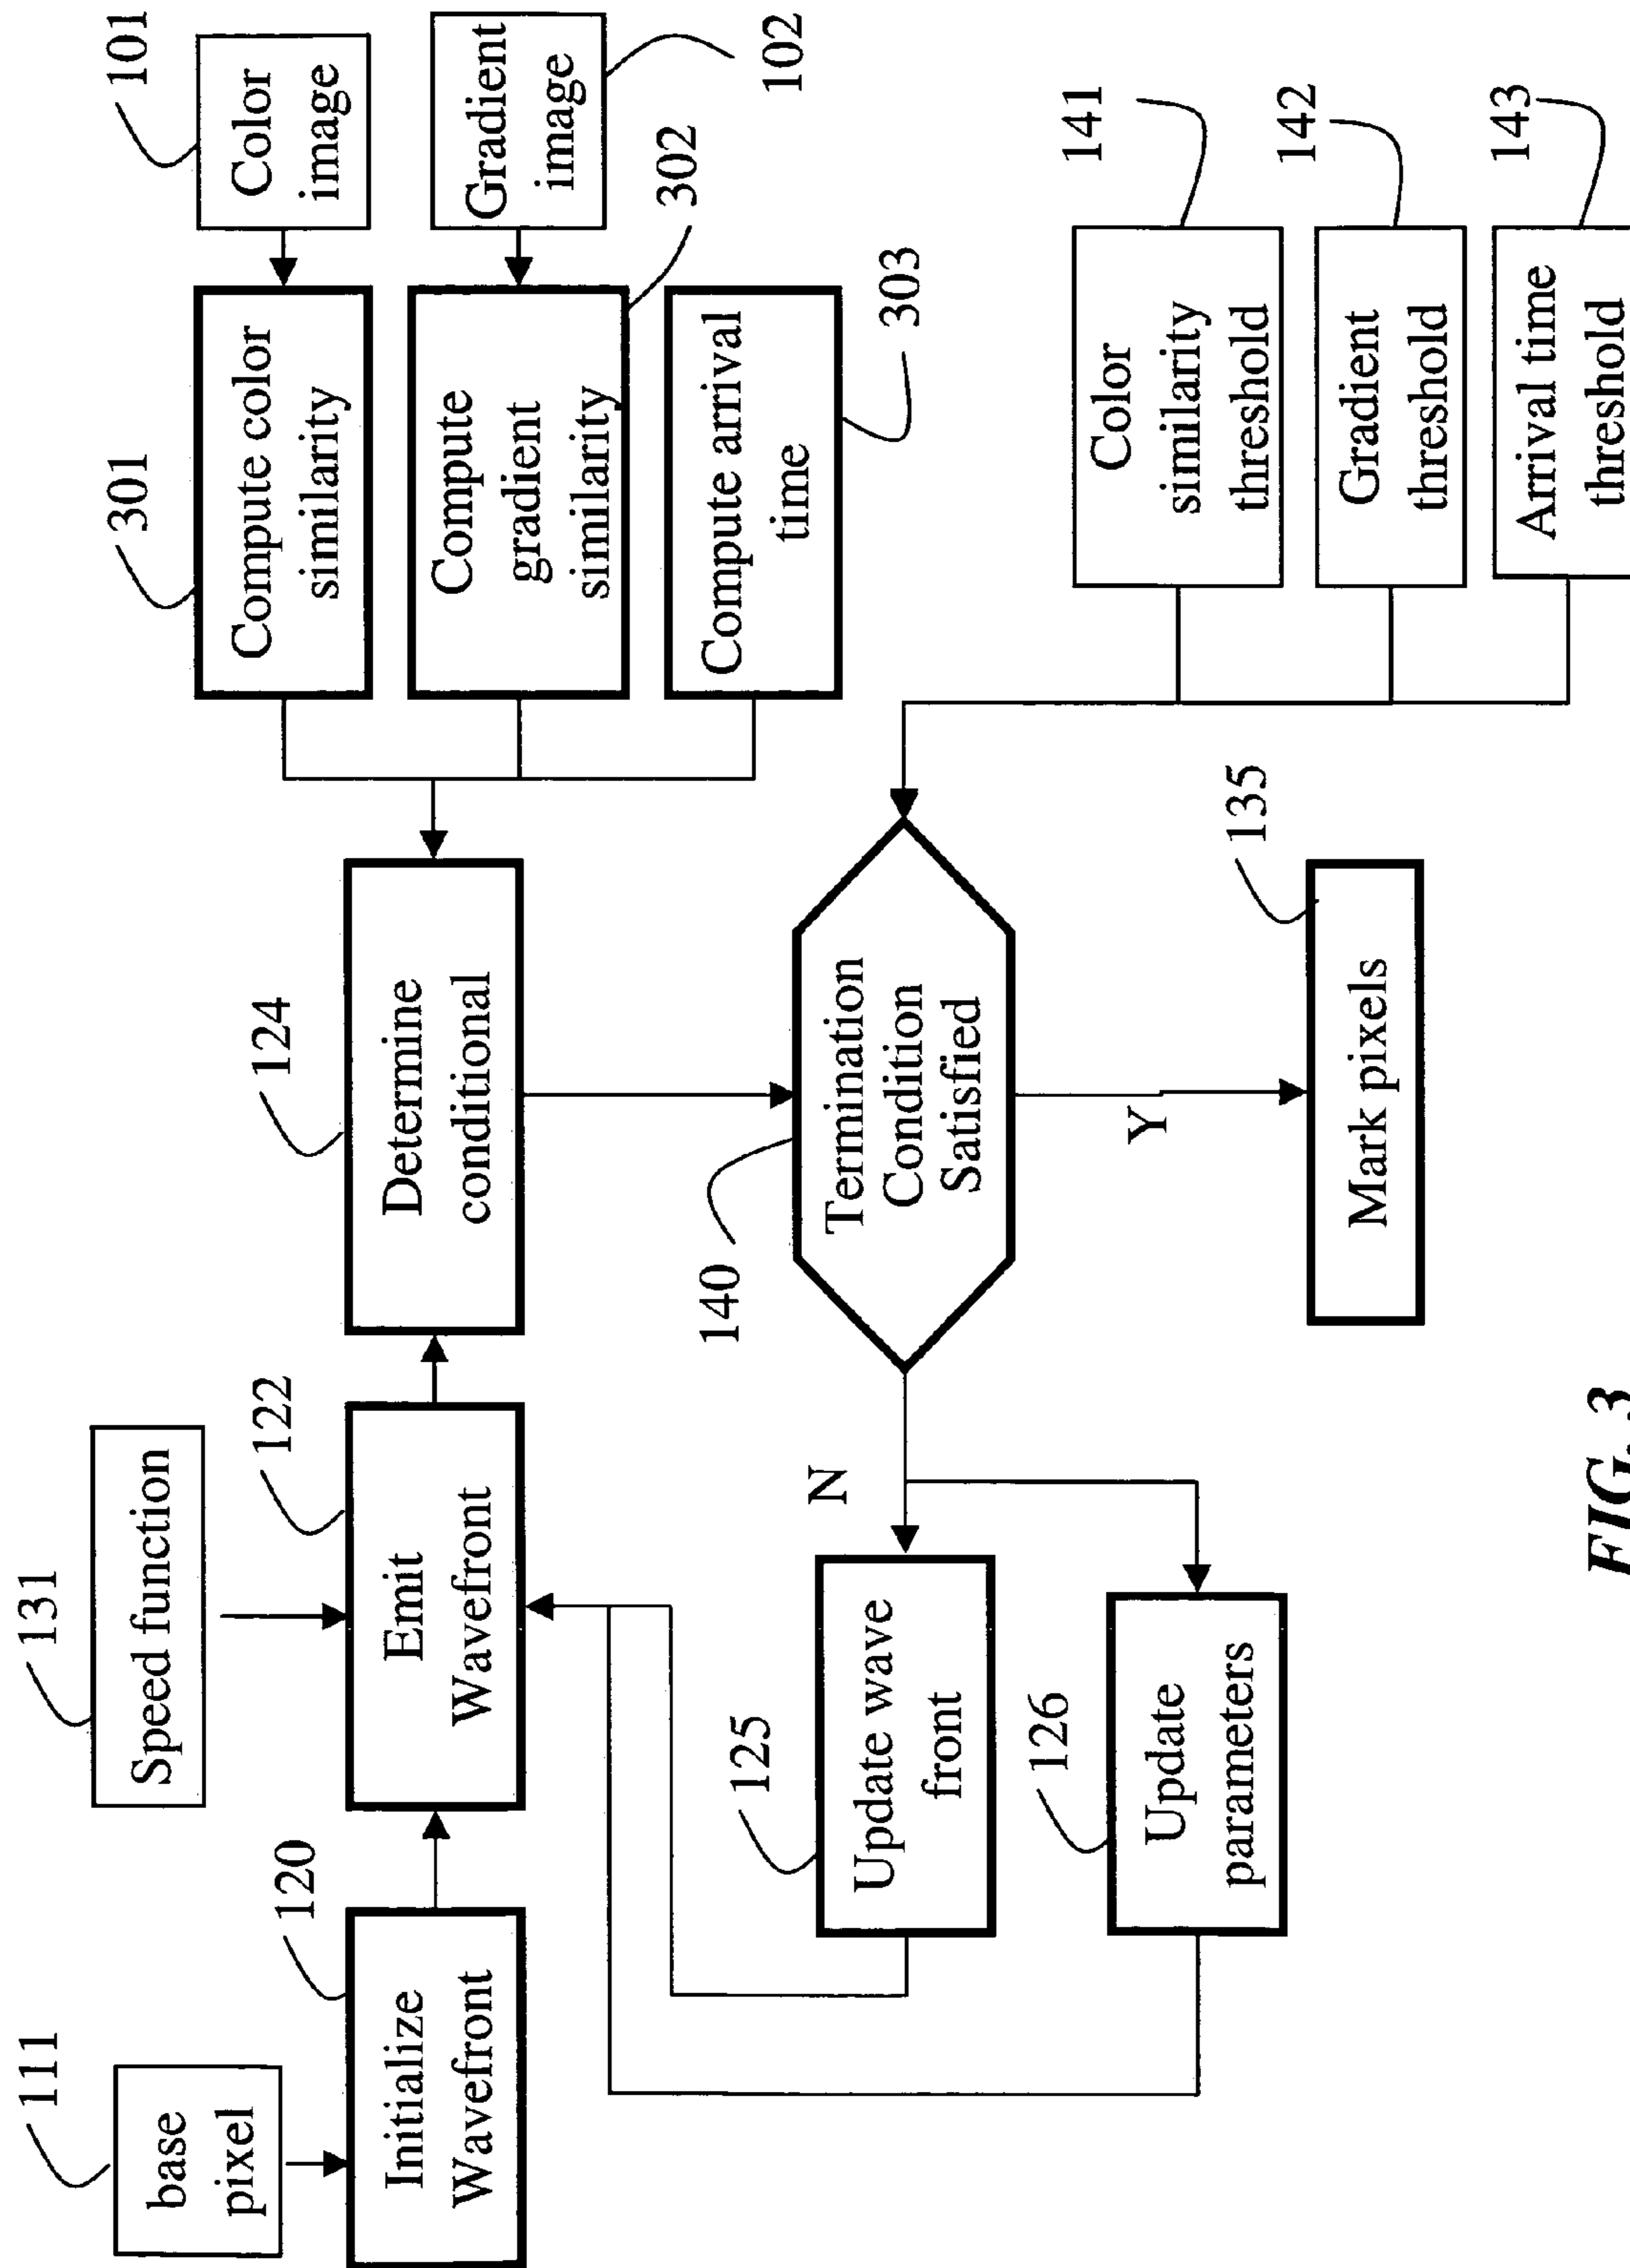 111
base
pixel
120
Initialize
Wavefront
131
Speed function
122
Emit
Wavefront
124
Determine
conditional
301
Compute color
similarity
101
Color
image
Compute
gradient
similarity
302
Gradient
image
102
Compute arrival
time
303
125
Update wave
front
126
Update
parameters
N
140
Termination
Condition
Satisfied
Y
135
Mark pixels
Color
similarity
threshold
141
Gradient
threshold
142
Arrival time
threshold
143
FIG. 3